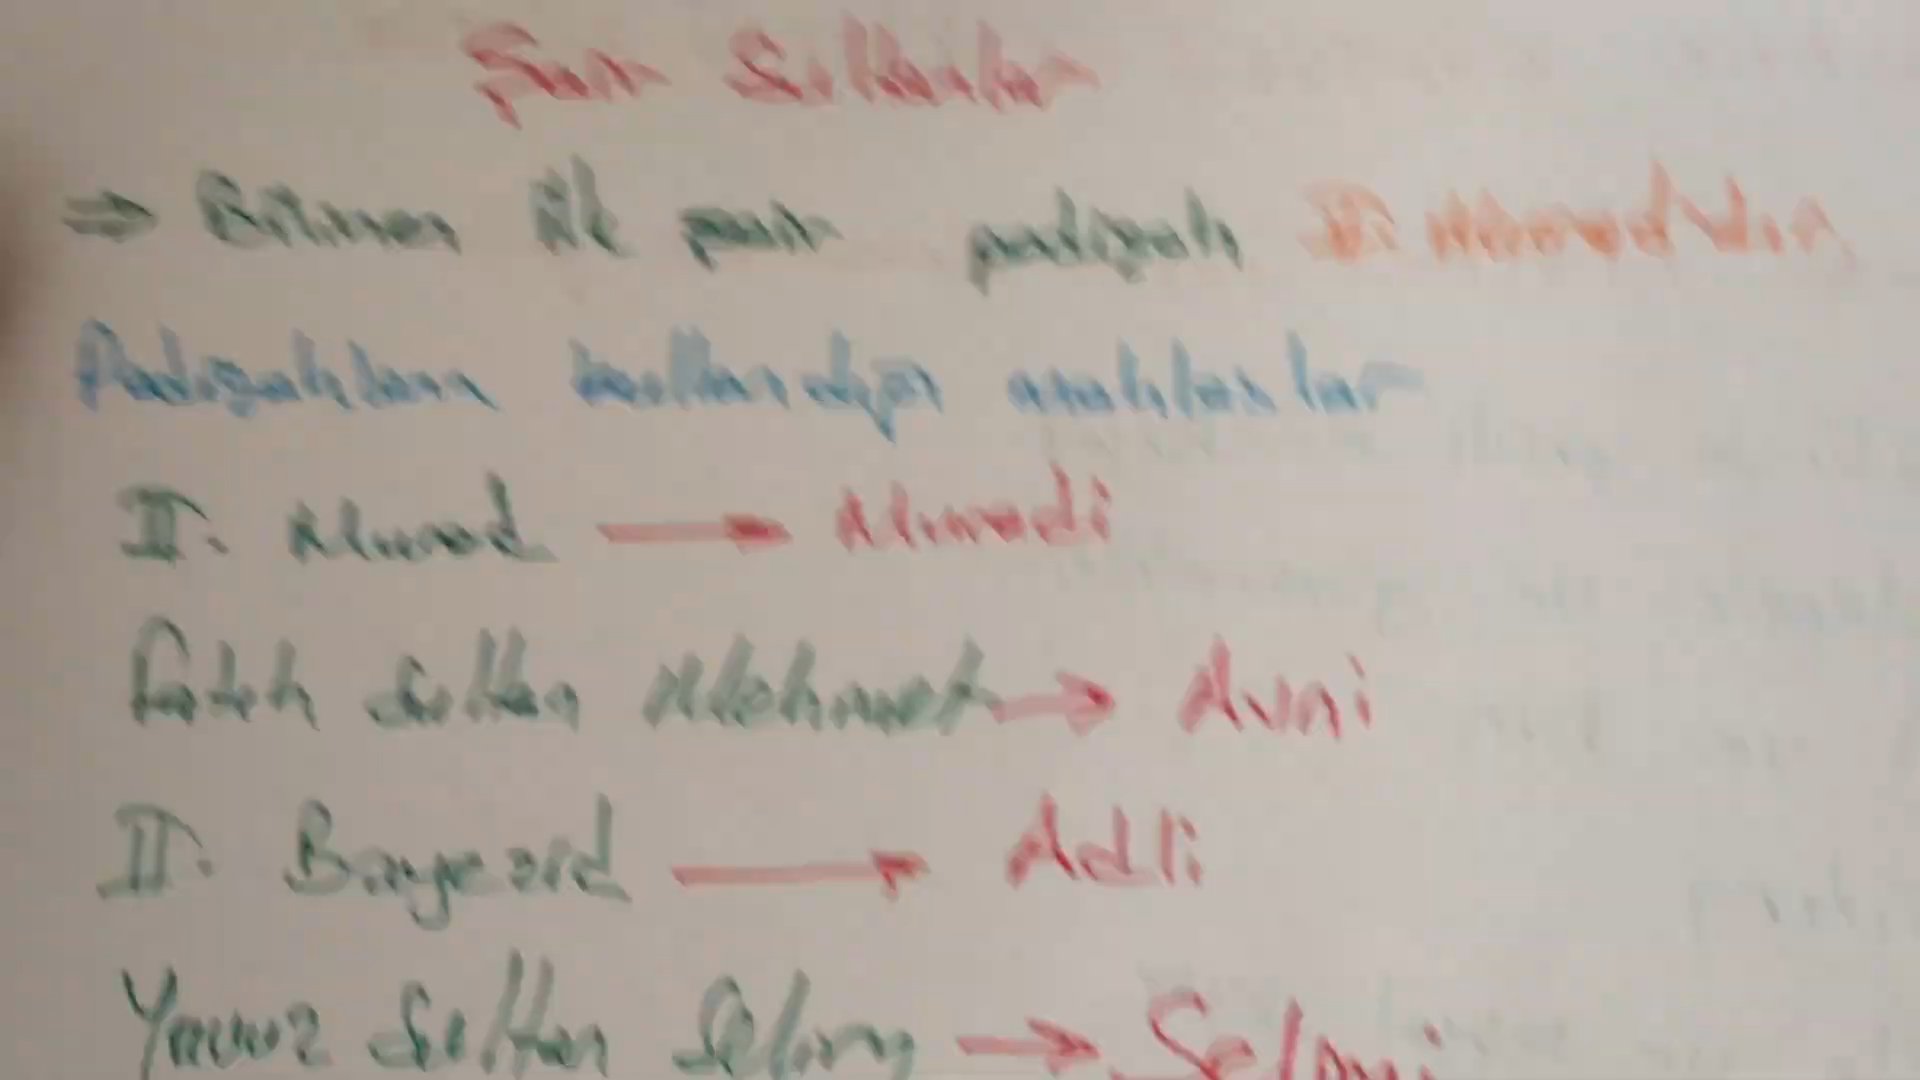 Şair Sultanlar
⇒ Bilinen ilk şair padişah II. Murad'dır
Padişahların kullandığı mahlaslar
II. Murad → Muradi
Fatih Sultan Mehmet → Avni
II. Bayezid → Adli
Yavuz Sultan Selim → Selimi